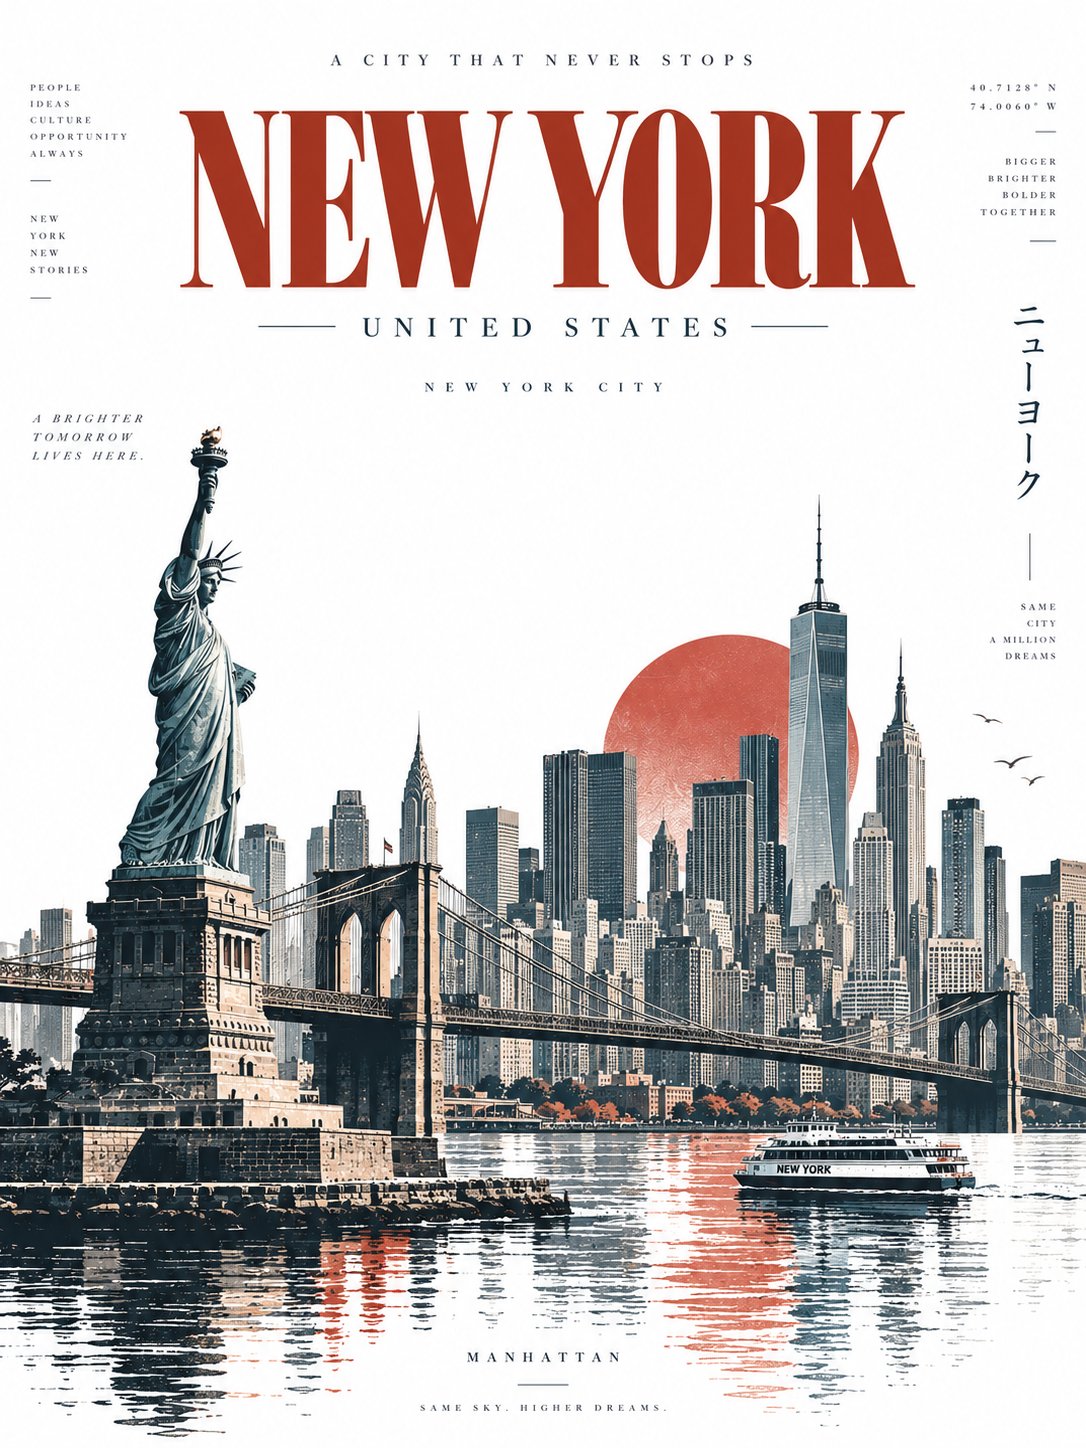 A CITY THAT NEVER STOPS
PEOPLE
IDEAS
CULTURE
OPPORTUNITY
ALWAYS
NEW
YORK
NEW
STORIES
NEW YORK
40.7128° N
74.0060° W
BIGGER
BRIGHTER
BOLDER
TOGETHER
UNITED STATES
NEW YORK CITY
ニューヨーク
A BRIGHTER
TOMORROW
LIVES HERE.
SAME
CITY
A MILLION
DREAMS
NEW YORK
MANHATTAN
SAME SKY. HIGHER DREAMS.